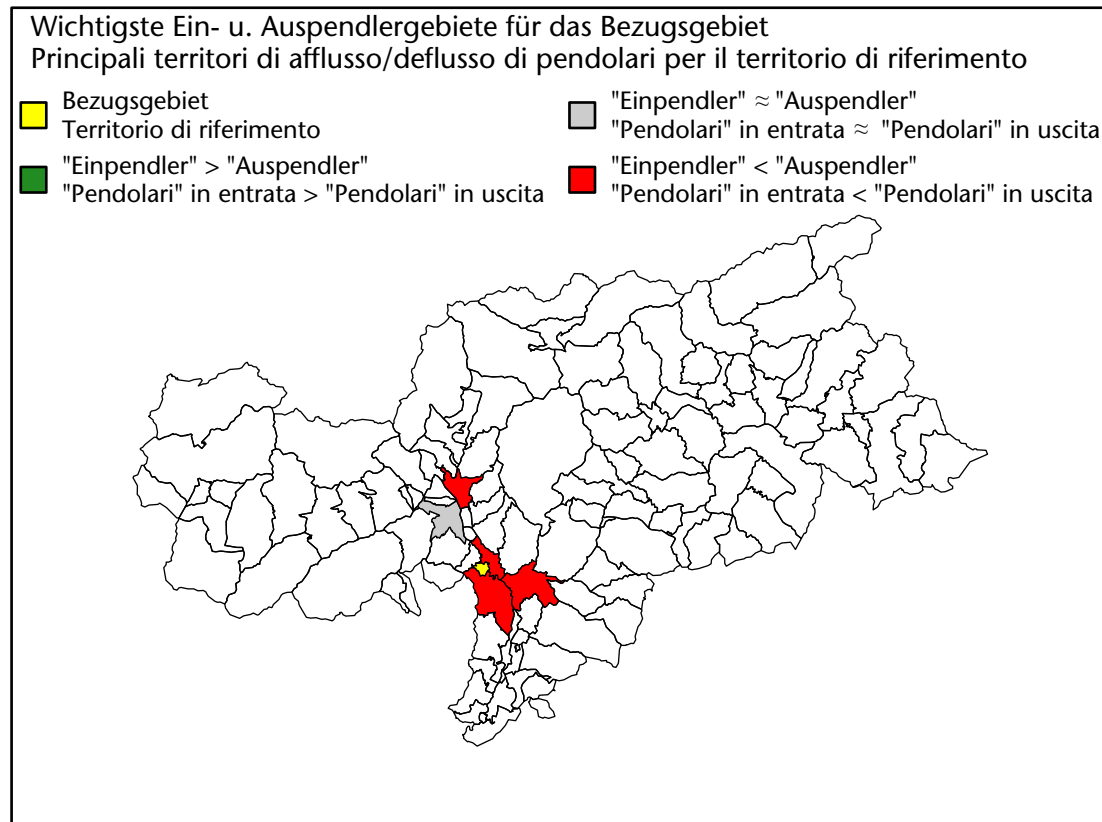 Wichtigste Ein- u. Auspendlergebiete für das Bezugsgebiet
Principali territori di afflusso/deflusso di pendolari per il territorio di riferimento
Bezugsgebiet
Territorio di riferimento
"Einpendler" > "Auspendler"
"Pendolari" in entrata > "Pendolari" in uscita
"Einpendler" ≈ "Auspendler"
"Pendolari" in entrata ≈ "Pendolari" in uscita
"Einpendler" < "Auspendler"
"Pendolari" in entrata < "Pendolari" in uscita